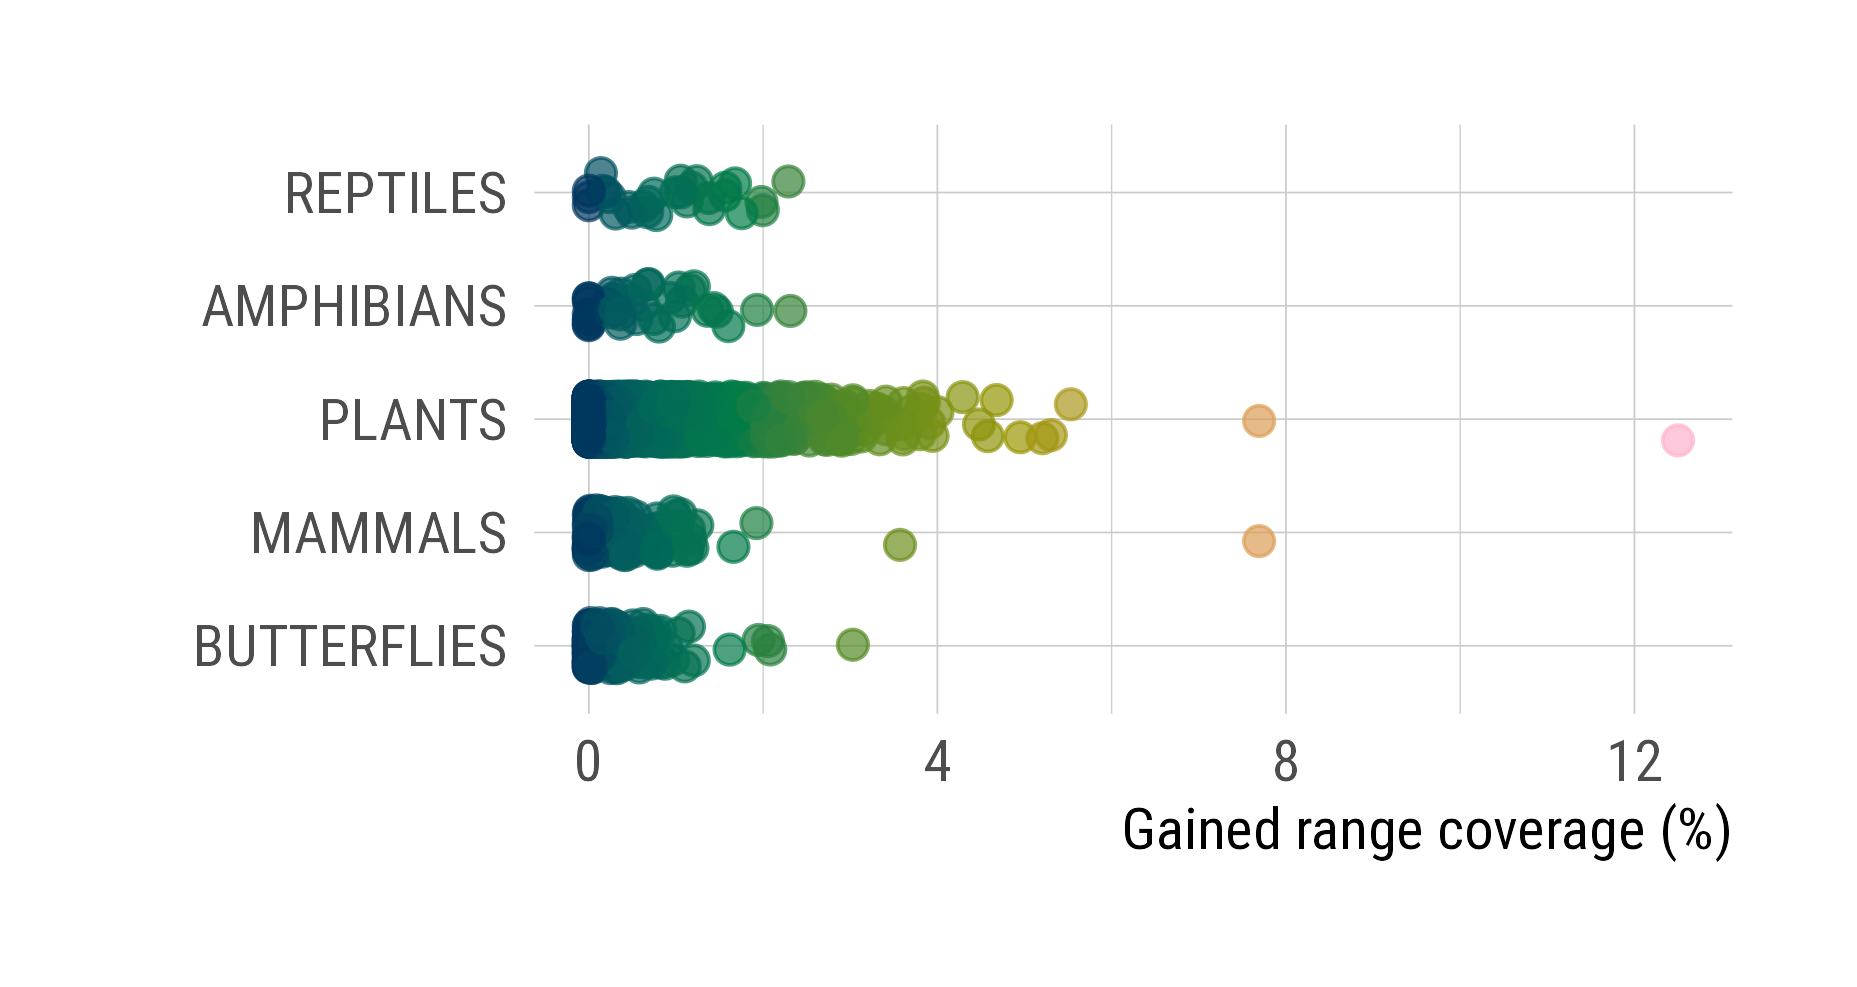 REPTILES
AMPHIBIANS
PLANTS
MAMMALS
BUTTERFLIES
0 4 8 12
Gained range coverage (%)